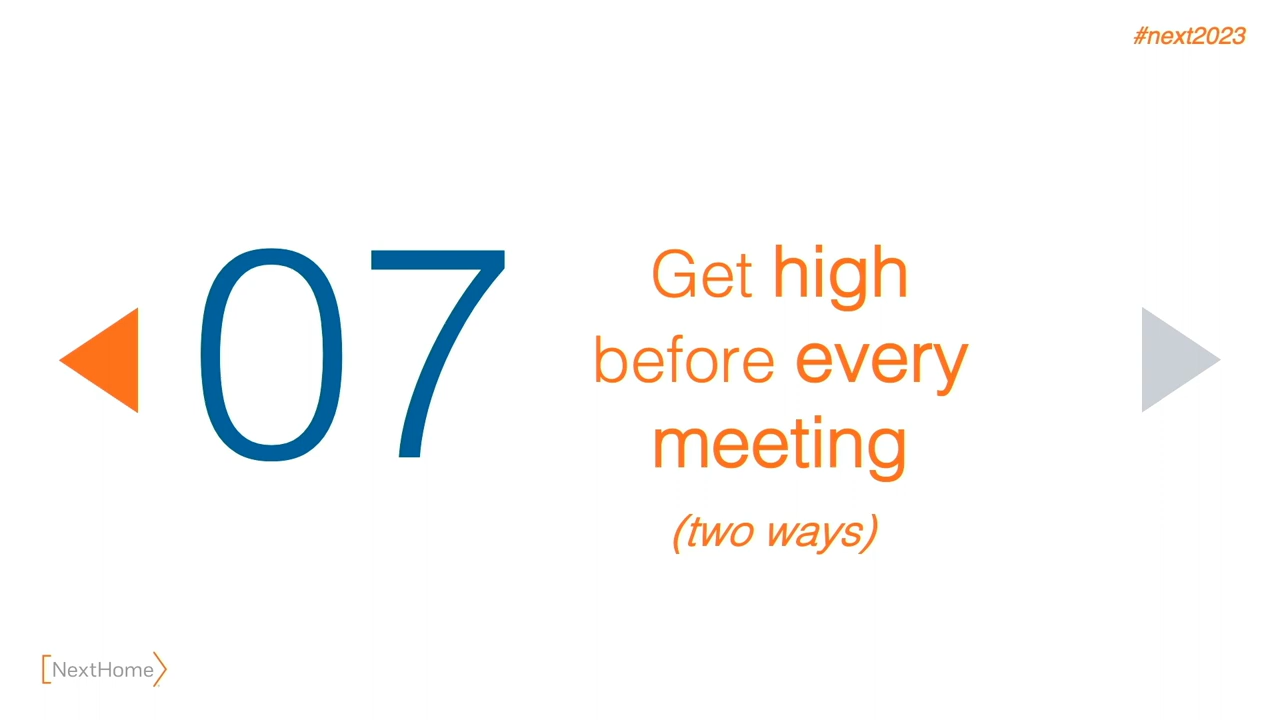 #next2023
07
Get high
before every
meeting
(two ways)
NextHome